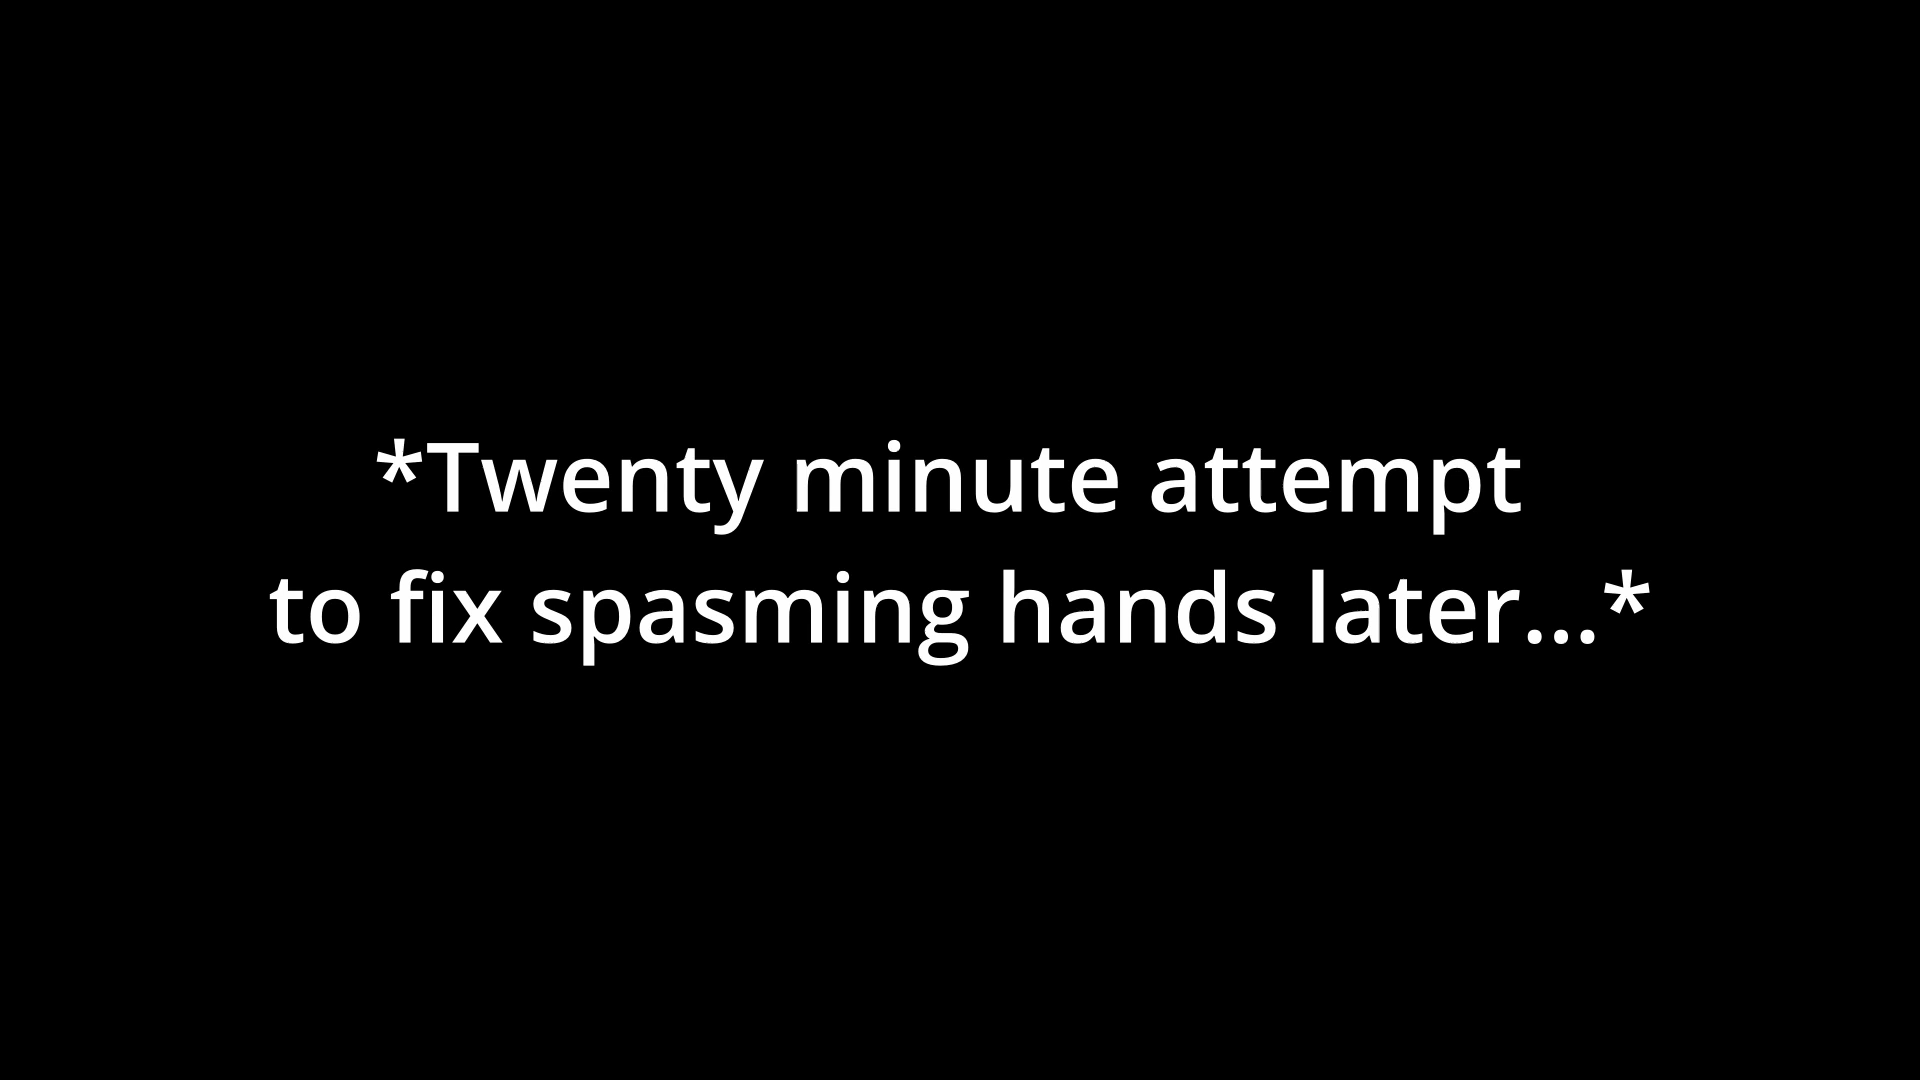 *Twenty minute attempt
to fix spasming hands later...*